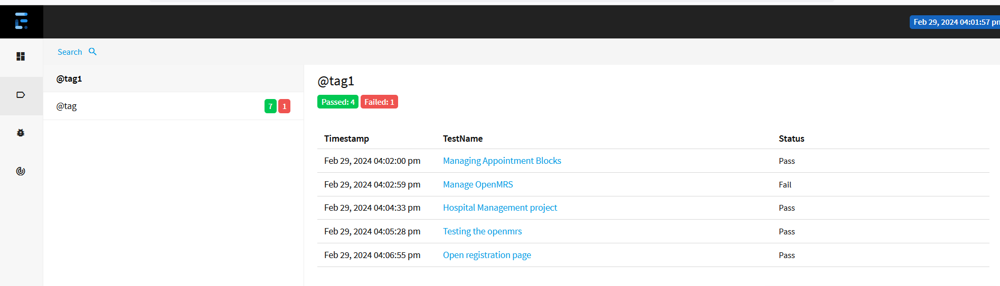 Feb 29, 2024 04:01:57 pm
Search
@tag1
@tag 7 1
@tag1
Passed: 4 Failed: 1
Timestamp TestName Status
Feb 29, 2024 04:02:00 pm Managing Appointment Blocks Pass
Feb 29, 2024 04:02:59 pm Manage OpenMRS Fail
Feb 29, 2024 04:04:33 pm Hospital Management project Pass
Feb 29, 2024 04:05:28 pm Testing the openmrs Pass
Feb 29, 2024 04:06:55 pm Open registration page Pass